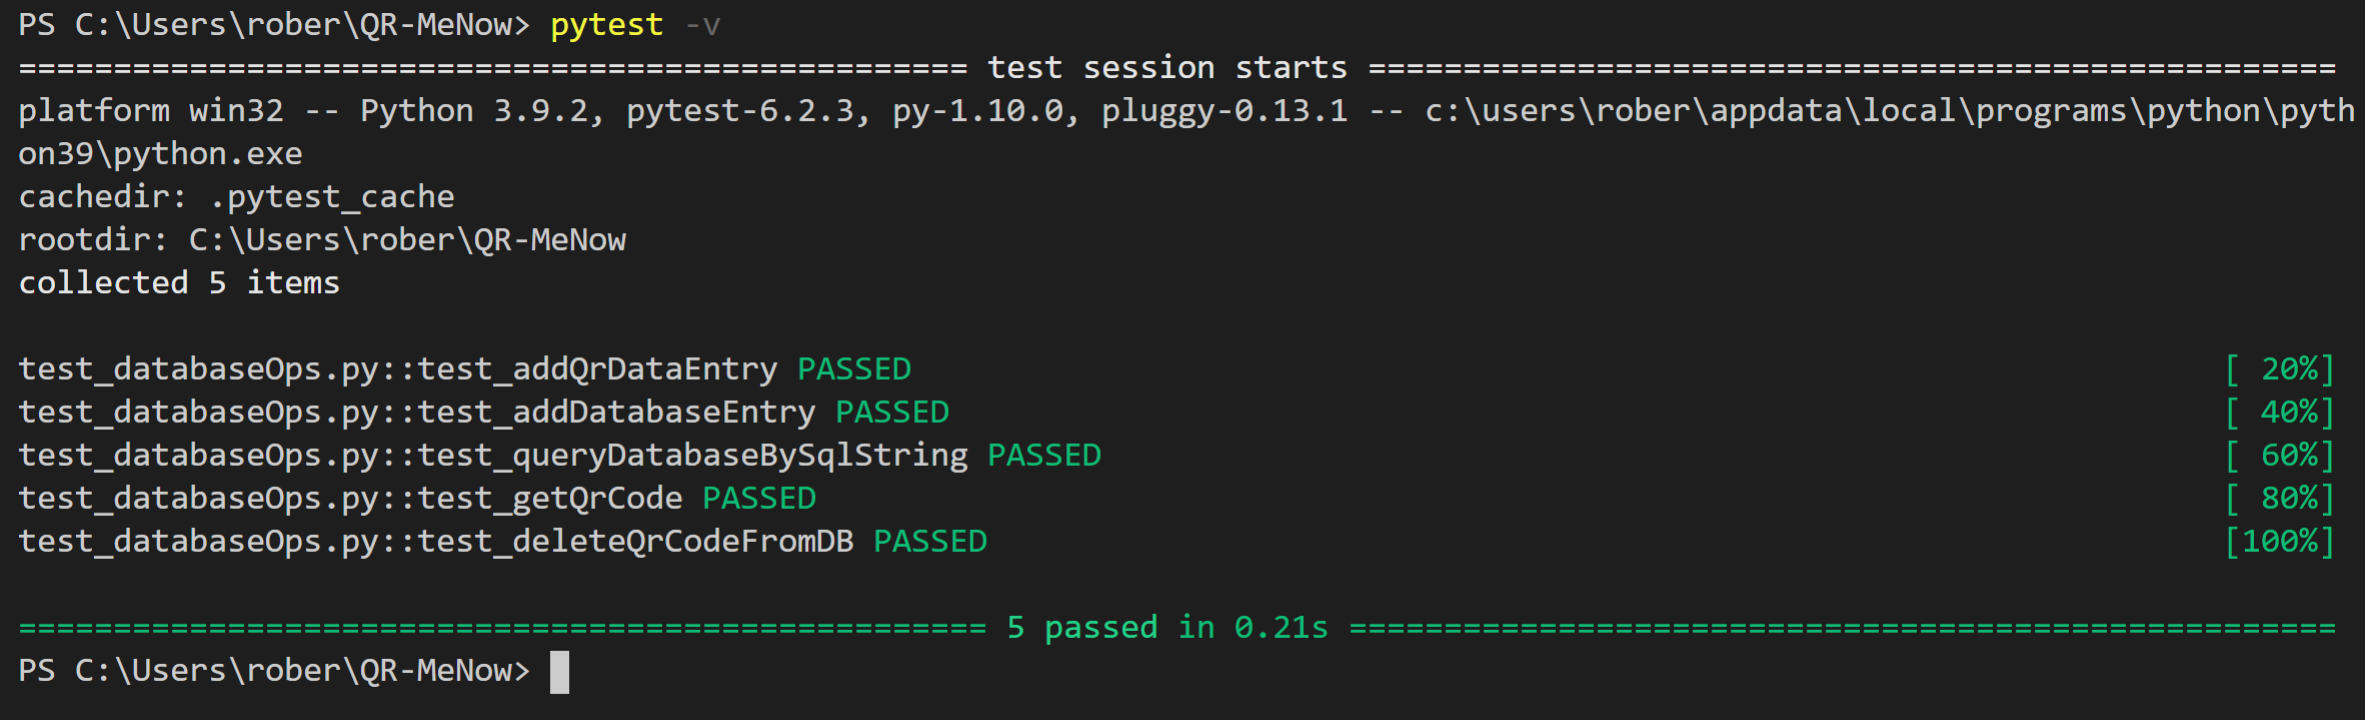 PS C:\Users\rober\QR-MeNow> pytest -v
================================================== test session starts ===================================================
platform win32 -- Python 3.9.2, pytest-6.2.3, py-1.10.0, pluggy-0.13.1 -- c:\users\rober\appdata\local\programs\python\pyth
on39\python.exe
cachedir: .pytest_cache
rootdir: C:\Users\rober\QR-MeNow
collected 5 items
test_databaseOps.py::test_addQrDataEntry PASSED [ 20%]
test_databaseOps.py::test_addDatabaseEntry PASSED [ 40%]
test_databaseOps.py::test_queryDatabaseBySqlString PASSED [ 60%]
test_databaseOps.py::test_getQrCode PASSED [ 80%]
test_databaseOps.py::test_deleteQrCodeFromDB PASSED [100%]
=================================================== 5 passed in 0.21s ====================================================
PS C:\Users\rober\QR-MeNow>